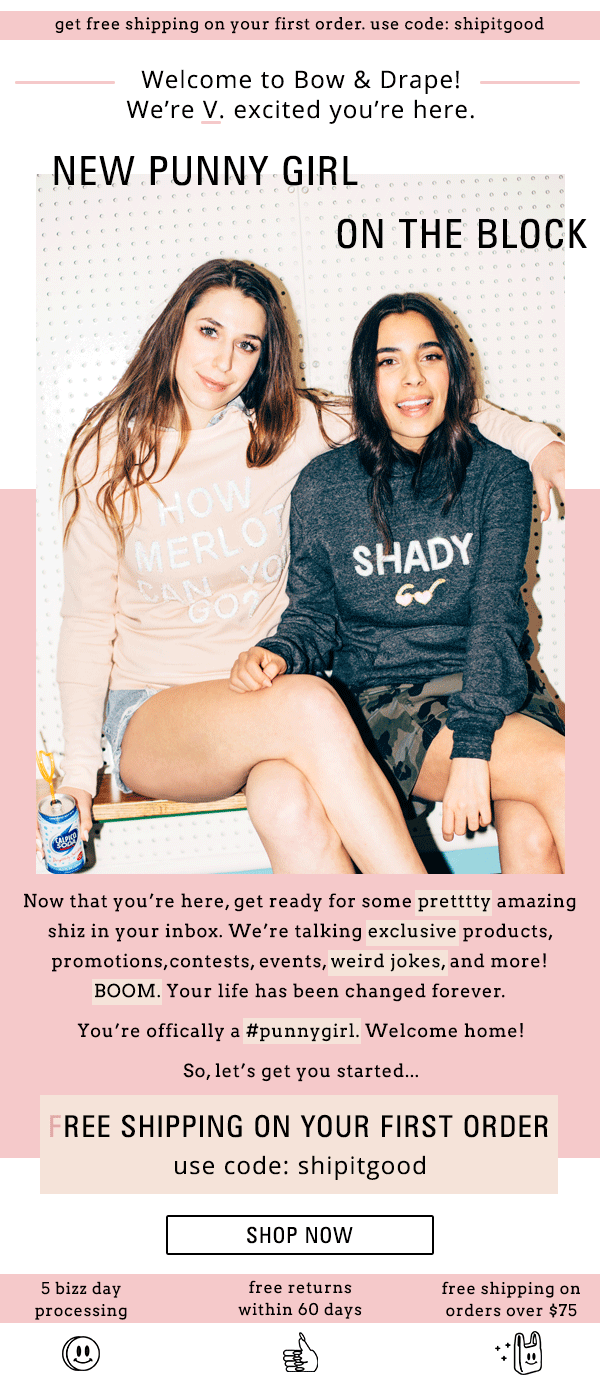 get free shipping on your first order. use code: shipitgood
Welcome to Bow & Drape!
We're V. excited you're here.
NEW PUNNY GIRL
ON THE BLOCK
HOW
MERLOT
CAN YO
GO?
SHADY
CALPICO
SODA
Now that you're here, get ready for some prettttty amazing
shiz in your inbox. We're talking exclusive products,
promotions,contests, events, weird jokes, and more!
BOOM. Your life has been changed forever.
You're offically a #punnygirl. Welcome home!
So, let's get you started...
FREE SHIPPING ON YOUR FIRST ORDER
use code: shipitgood
SHOP NOW
5 bizz day
processing
free returns
within 60 days
free shipping on
orders over $75